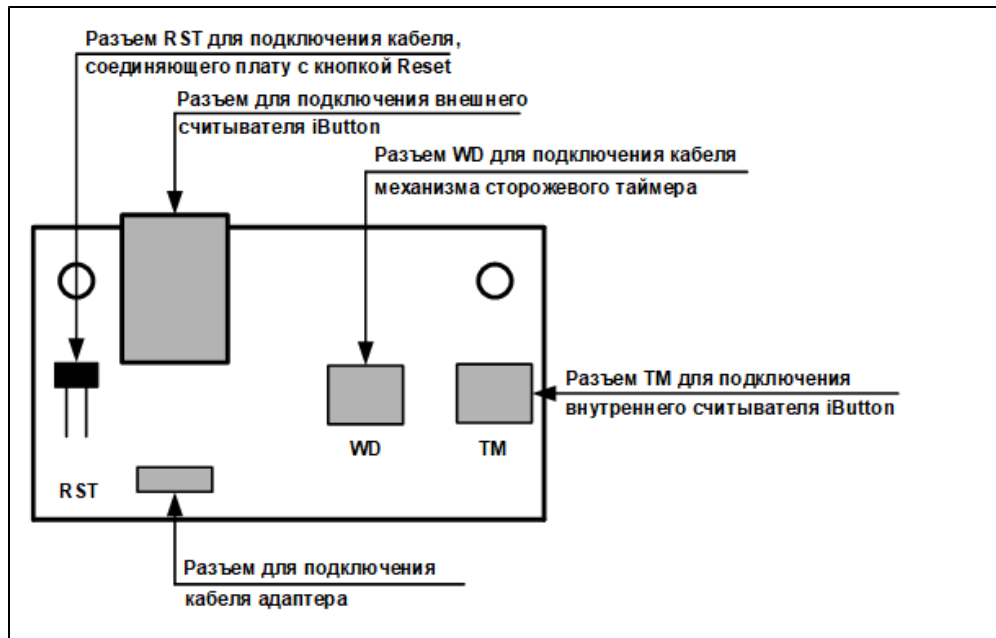 Разъем RST для подключения кабеля,
соединяющего плату с кнопкой Reset
Разъем для подключения внешнего
считывателя iButton
Разъем WD для подключения кабеля
механизма сторожевого таймера
Разъем TM для подключения
внутреннего считывателя iButton
WD
TM
RST
Разъем для подключения
кабеля адаптера